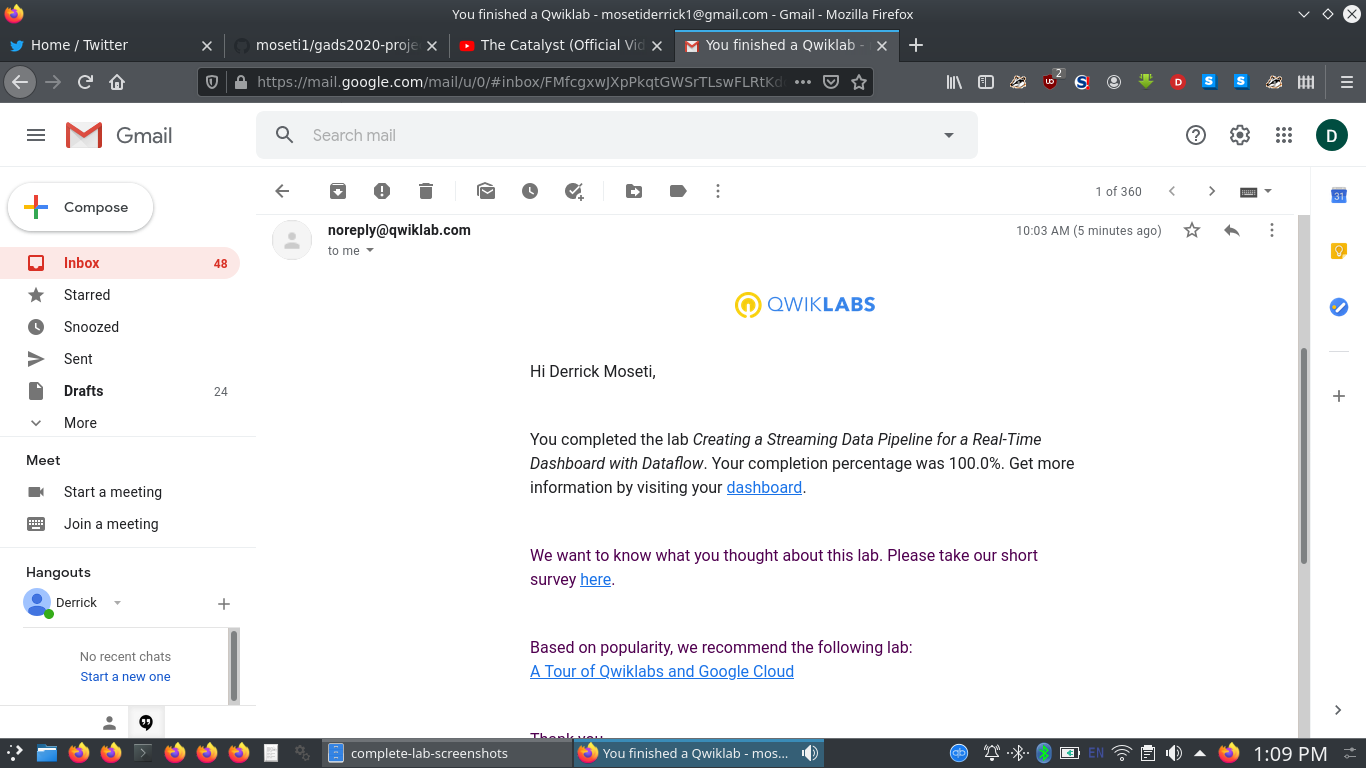 You finished a Qwiklab - mosetiderrick1@gmail.com - Gmail - Mozilla Firefox
Home / Twitter
moseti1/gads2020-proje
The Catalyst (Official Vid
You finished a Qwiklab -
https://mail.google.com/mail/u/0/#inbox/FMfcgxwJXpPkqtGWSrTLswFLRtKd
2
Gmail
Search mail
D
Compose
1 of 360
31
Inbox 48
Starred
Snoozed
Sent
Drafts 24
More
Meet
Start a meeting
Join a meeting
Hangouts
Derrick
No recent chats
Start a new one
noreply@qwiklab.com
10:03 AM (5 minutes ago)
to me
QWIKLABS
Hi Derrick Moseti,
You completed the lab Creating a Streaming Data Pipeline for a Real-Time
Dashboard with Dataflow. Your completion percentage was 100.0%. Get more
information by visiting your dashboard.
We want to know what you thought about this lab. Please take our short
survey here.
Based on popularity, we recommend the following lab:
A Tour of Qwiklabs and Google Cloud
Thank you
complete-lab-screenshots
You finished a Qwiklab - mos...
EN
1:09 PM